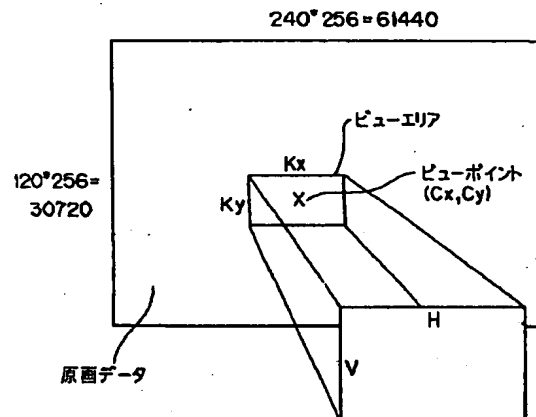 240*256=61440
ビューエリア
Kx
ビューポイント
(Cx,Cy)
120*256=
30720
Ky
X
H
V
原画データ